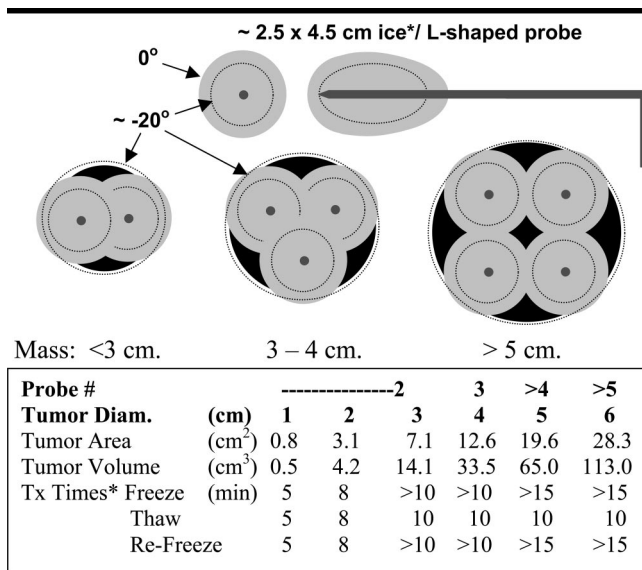 ~ 2.5 x 4.5 cm ice*/ L-shaped probe
0°
~ -20°
Mass: <3 cm. 3 – 4 cm. > 5 cm.
Probe # ---------------2 3 >4 >5
Tumor Diam. (cm) 1 2 3 4 5 6
Tumor Area (cm²) 0.8 3.1 7.1 12.6 19.6 28.3
Tumor Volume (cm³) 0.5 4.2 14.1 33.5 65.0 113.0
Tx Times* Freeze (min) 5 8 >10 >10 >15 >15
Thaw 5 8 10 10 10 10
Re-Freeze 5 8 >10 >10 >15 >15